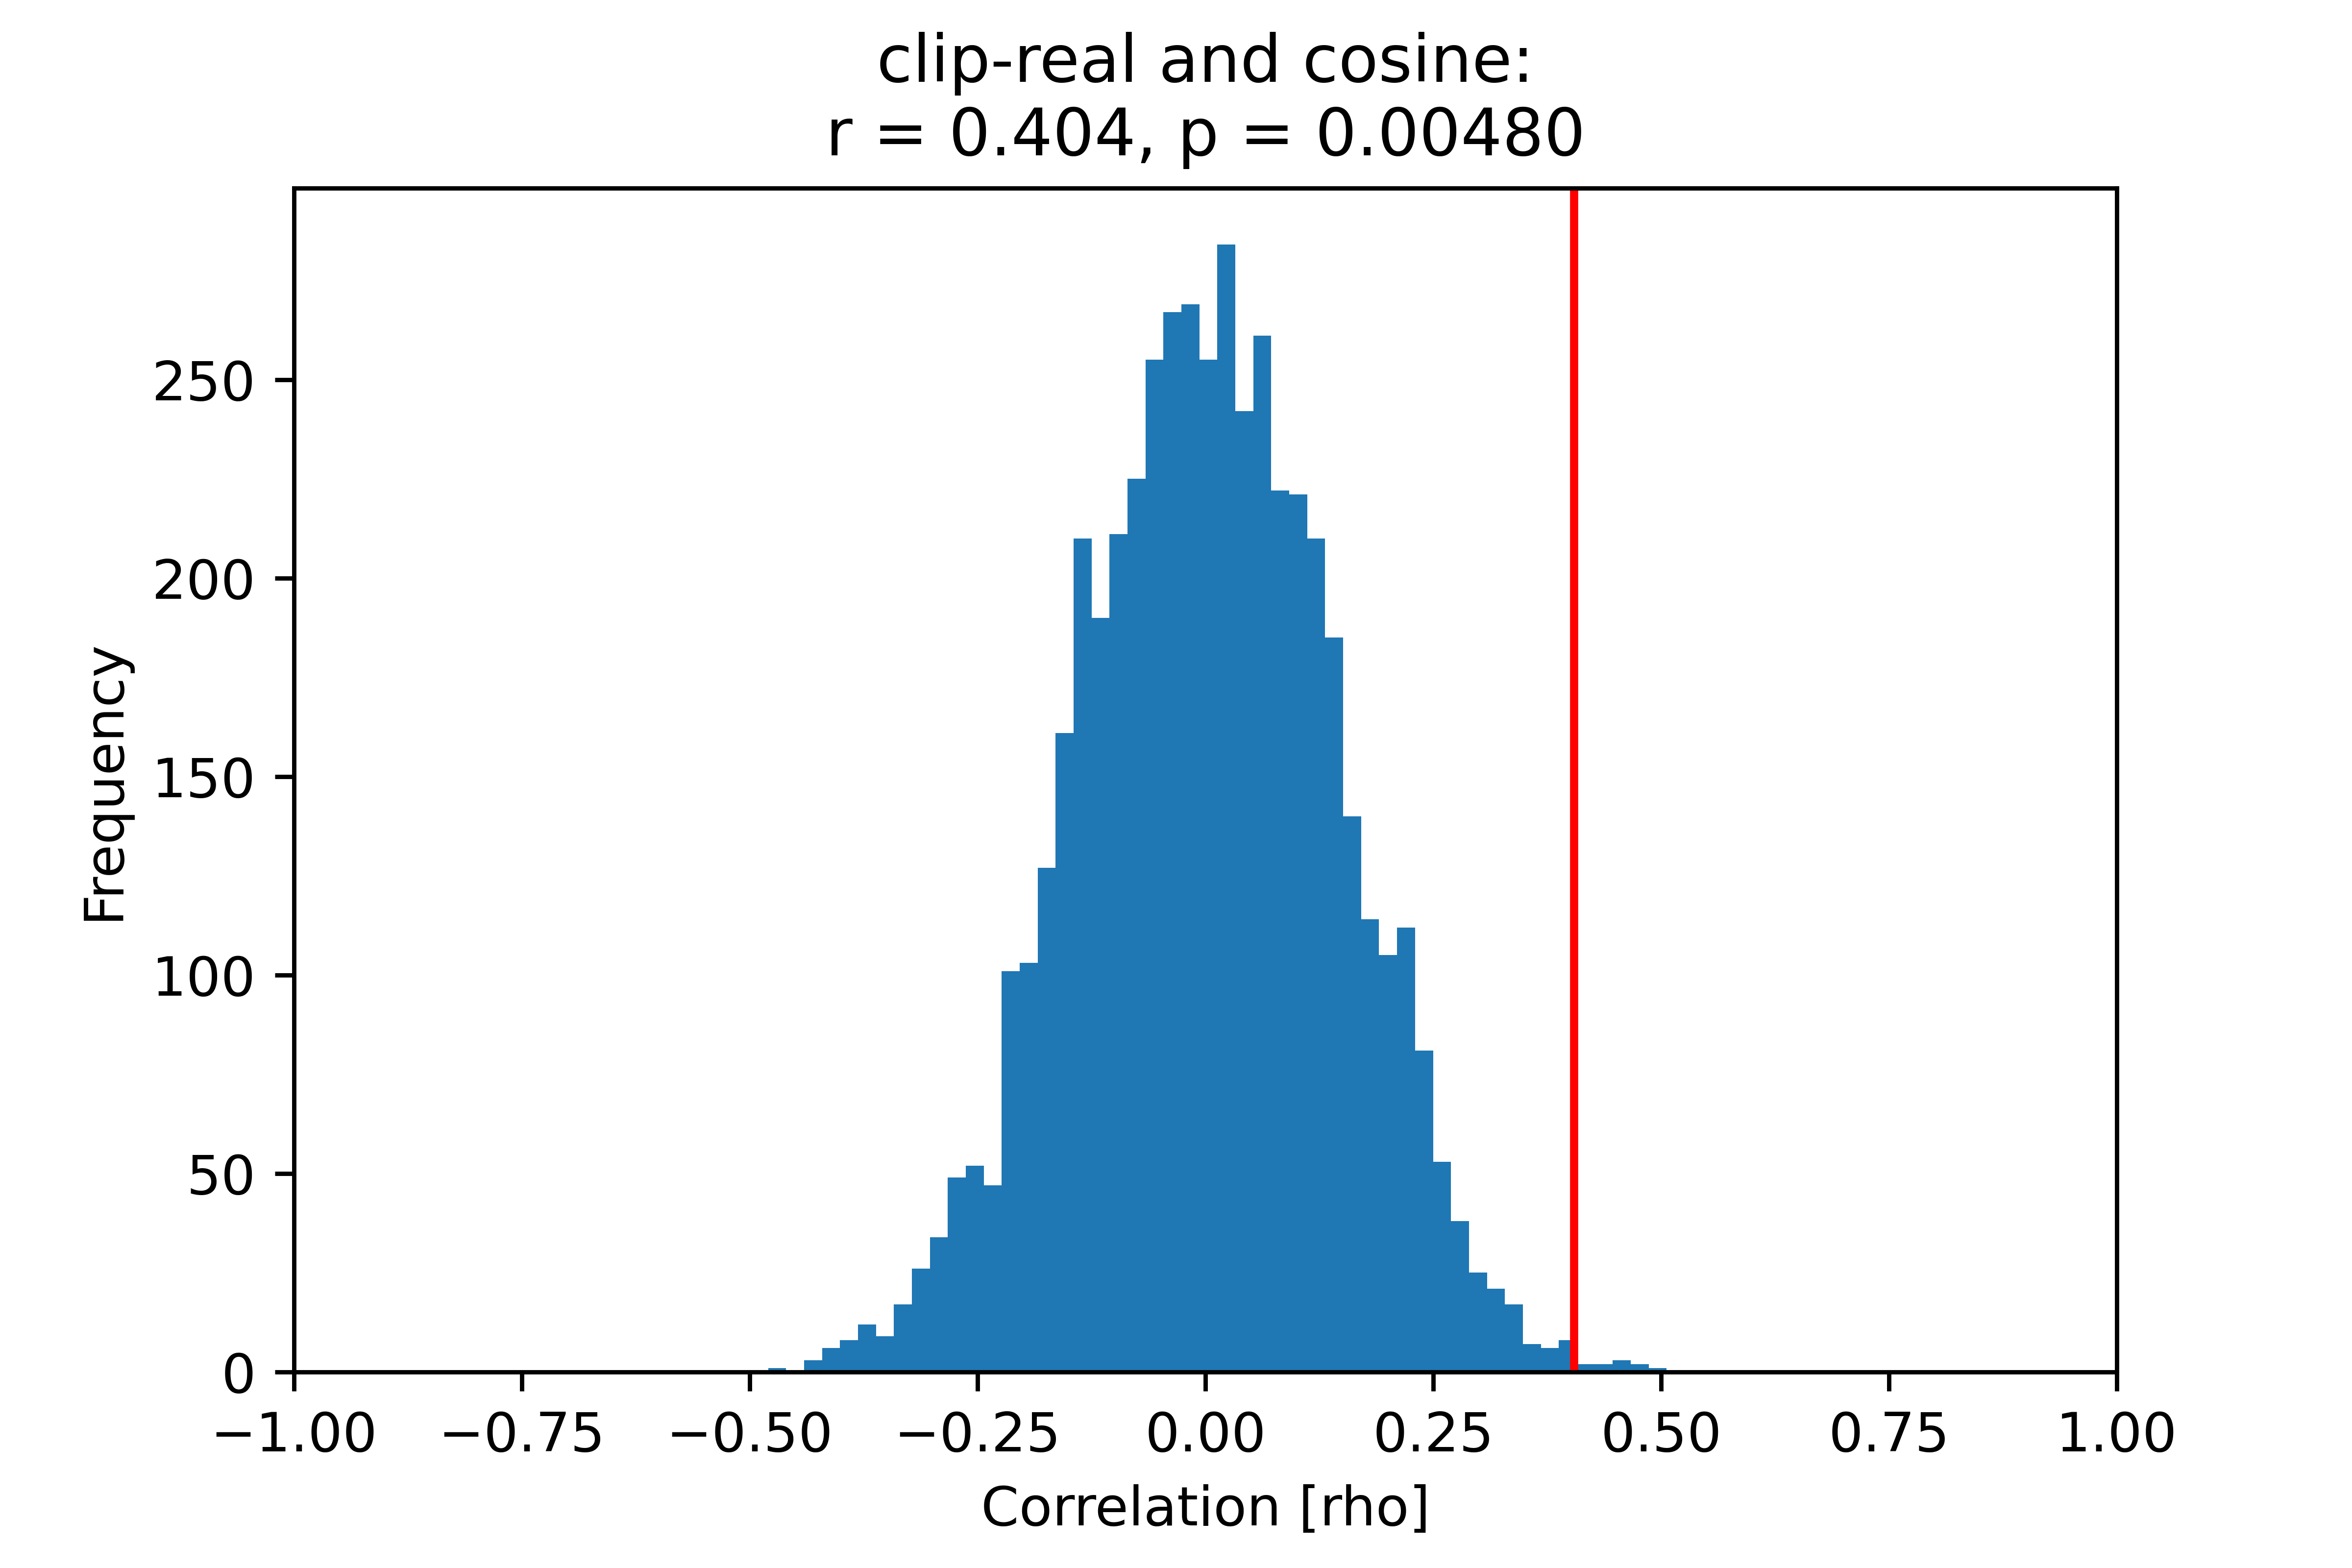 clip-real and cosine:
r = 0.404, p = 0.00480
Frequency
250
200
150
100
50
0
−1.00 −0.75 −0.50 −0.25 0.00 0.25 0.50 0.75 1.00
Correlation [rho]